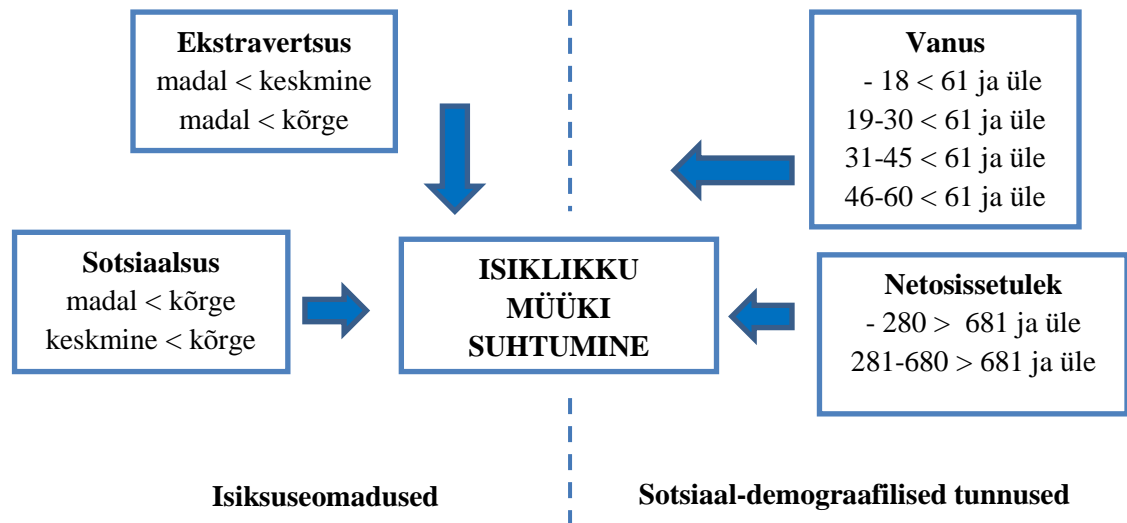 Ekstravertsus
madal < keskmine
madal < kõrge
Vanus
- 18 < 61 ja üle
19-30 < 61 ja üle
31-45 < 61 ja üle
46-60 < 61 ja üle
Sotsiaalsus
madal < kõrge
keskmine < kõrge
ISIKLIKKU
MÜÜKI
SUHTUMINE
Netosissetulek
- 280 > 681 ja üle
281-680 > 681 ja üle
Isiksuseomadused
Sotsiaal-demograafilised tunnused